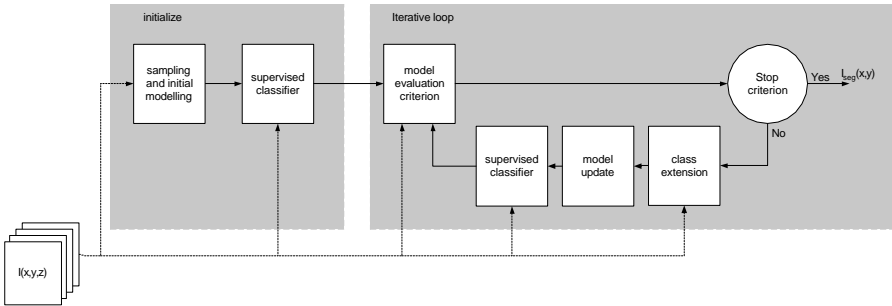 initialize
Iterative loop
sampling
and initial
modelling
supervised
classifier
model
evaluation
criterion
Stop
criterion
Yes
I_seg(x,y)
No
supervised
classifier
model
update
class
extension
I(x,y,z)